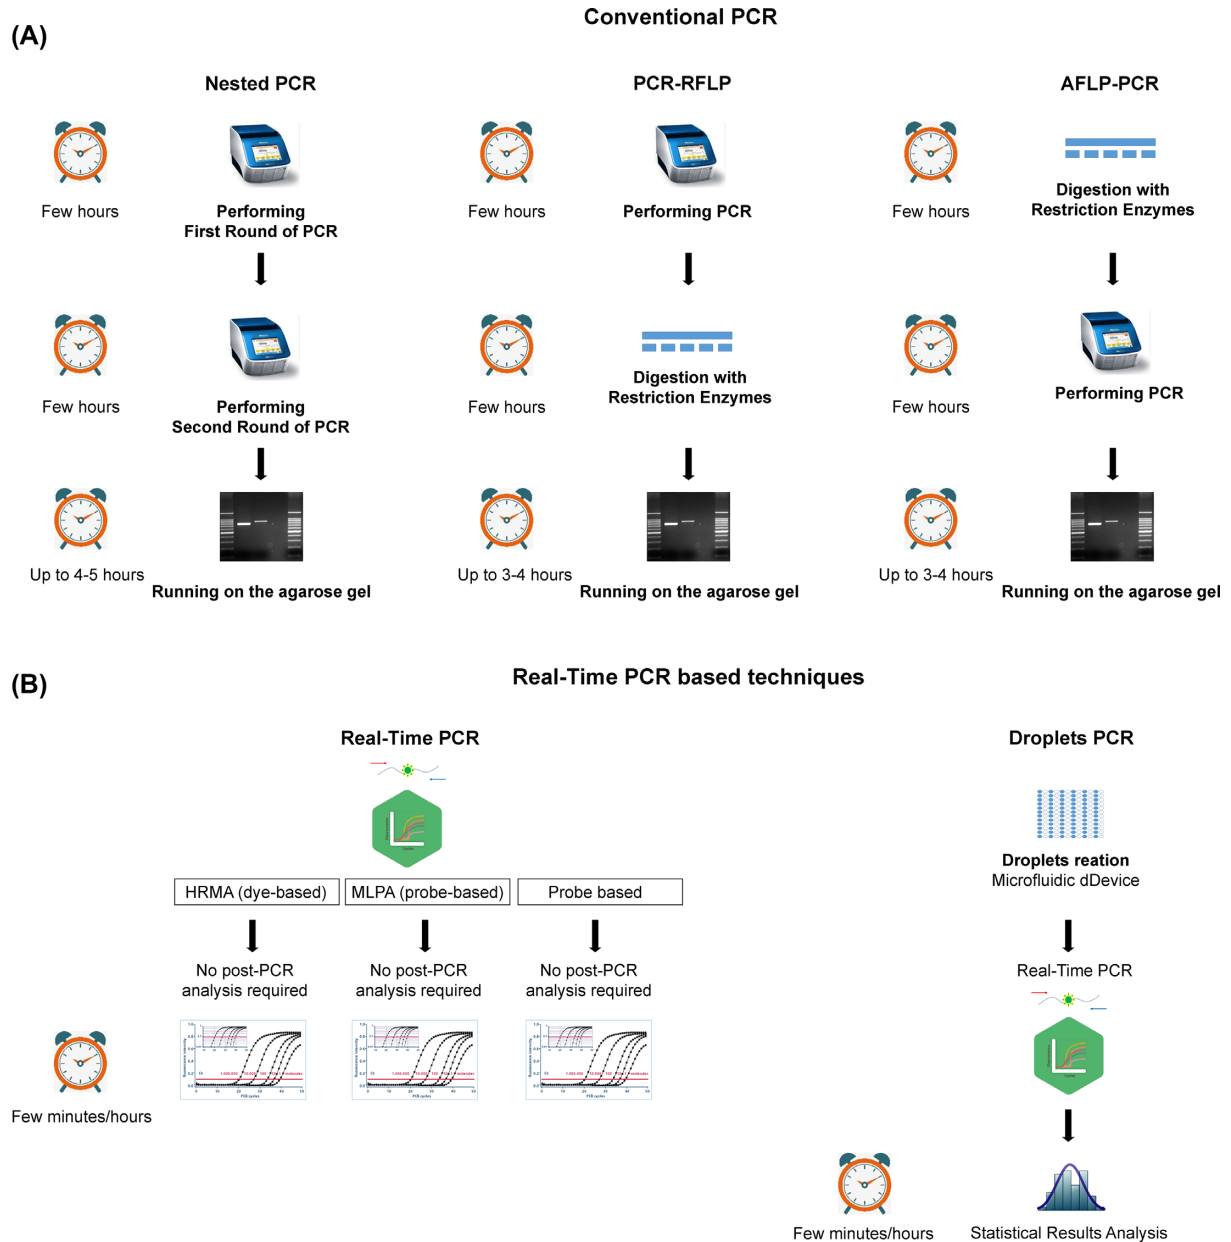 (A)
Conventional PCR
Nested PCR
PCR-RFLP
AFLP-PCR
Few hours
Performing
First Round of PCR
Few hours
Performing PCR
Few hours
Digestion with
Restriction Enzymes
Few hours
Performing
Second Round of PCR
Few hours
Digestion with
Restriction Enzymes
Few hours
Performing PCR
Up to 4-5 hours
Running on the agarose gel
Up to 3-4 hours
Running on the agarose gel
Up to 3-4 hours
Running on the agarose gel
(B)
Real-Time PCR based techniques
Real-Time PCR
Droplets PCR
HRMA (dye-based)
MLPA (probe-based)
Probe based
Droplets reation
Microfluidic dDevice
No post-PCR
analysis required
No post-PCR
analysis required
No post-PCR
analysis required
Real-Time PCR
Few minutes/hours
PCR cycles
PCR cycles
PCR cycles
Few minutes/hours
Statistical Results Analysis